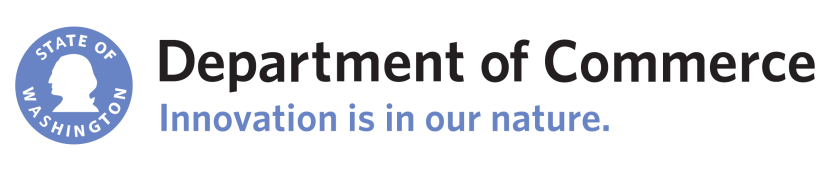 STATE OF
WASHINGTON
Department of Commerce
Innovation is in our nature.